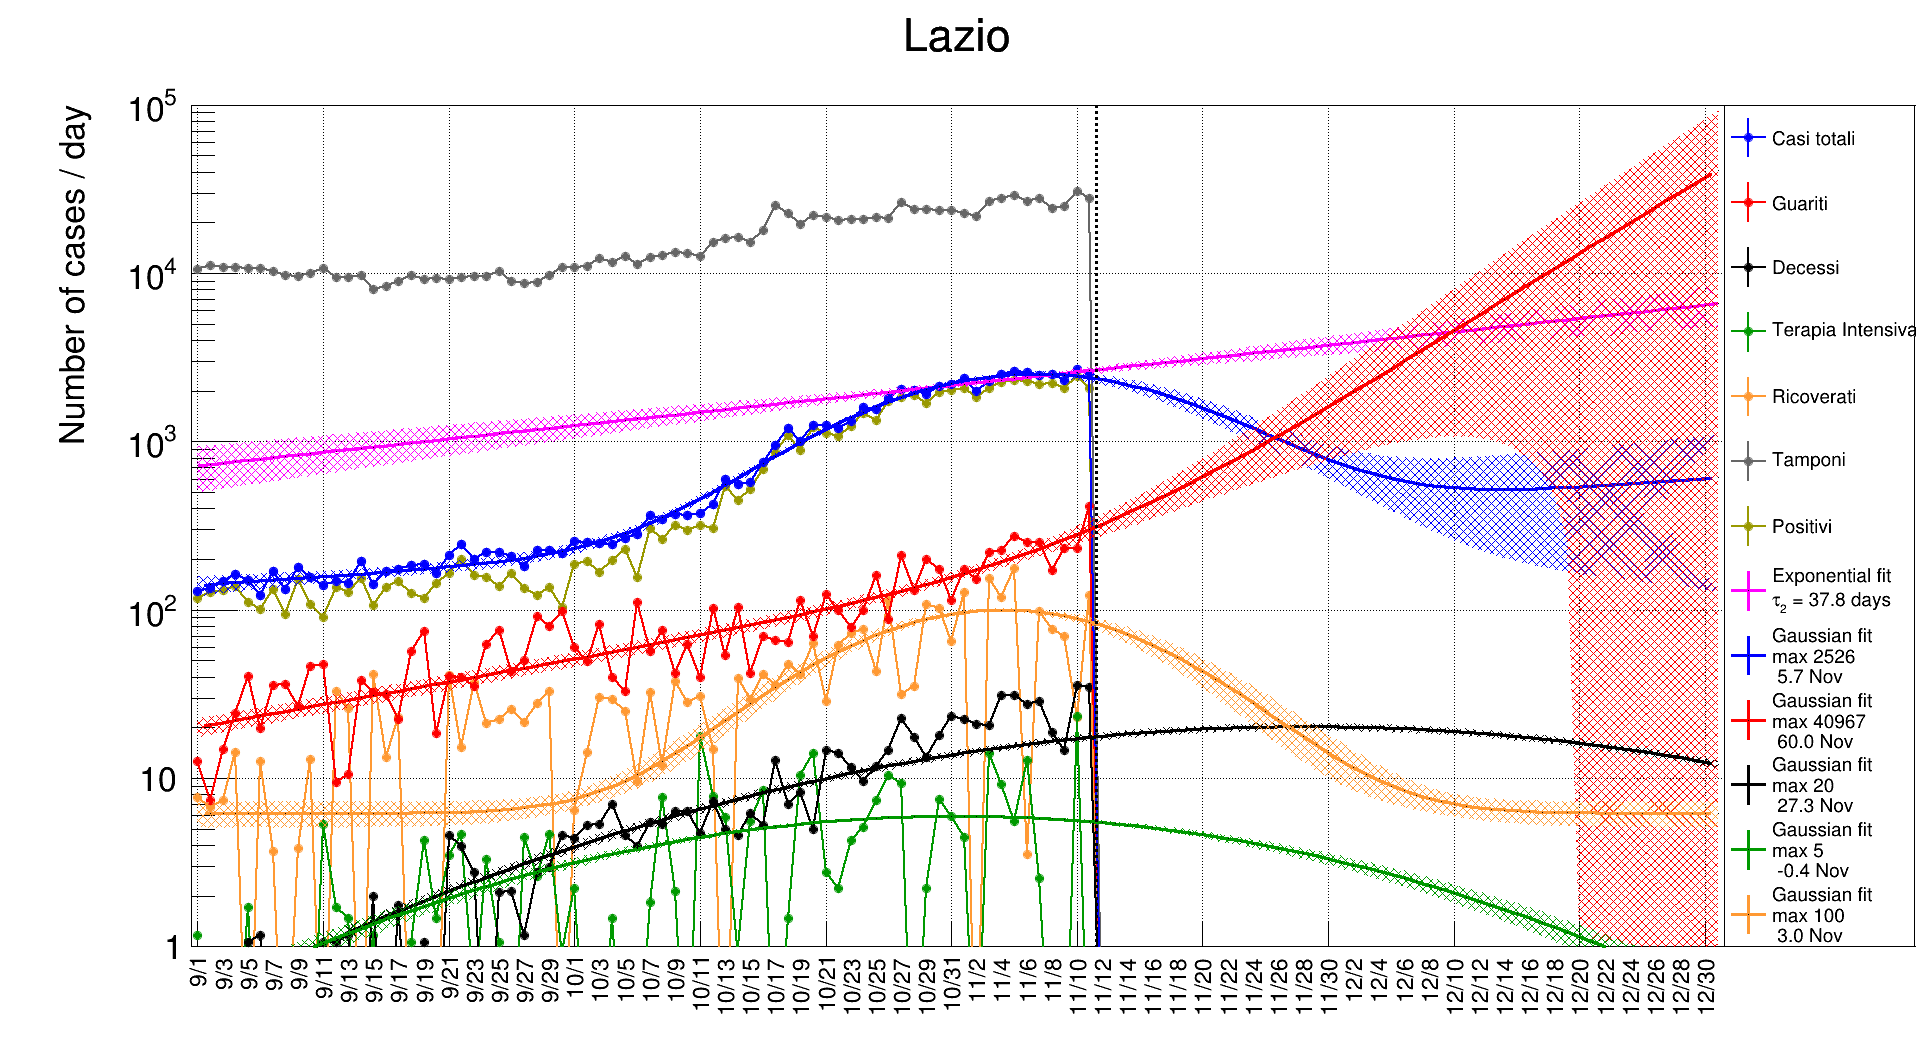 Lazio
Number of cases / day
10^5
10^4
10^3
10^2
10
1
9/1 9/3 9/5 9/7 9/9 9/11 9/13 9/15 9/17 9/19 9/21 9/23 9/25 9/27 9/29 10/1 10/3 10/5 10/7 10/9 10/11 10/13 10/15 10/17 10/19 10/21 10/23 10/25 10/27 10/29 10/31 11/2 11/4 11/6 11/8 11/10 11/12 11/14 11/16 11/18 11/20 11/22 11/24 11/26 11/28 11/30 12/2 12/4 12/6 12/8 12/10 12/12 12/14 12/16 12/18 12/20 12/22 12/24 12/26 12/28 12/30
Casi totali
Guariti
Decessi
Terapia Intensiva
Ricoverati
Tamponi
Positivi
Exponential fit
τ2 = 37.8 days
Gaussian fit
max 2526
5.7 Nov
Gaussian fit
max 40967
60.0 Nov
Gaussian fit
max 20
27.3 Nov
Gaussian fit
max 5
-0.4 Nov
Gaussian fit
max 100
3.0 Nov